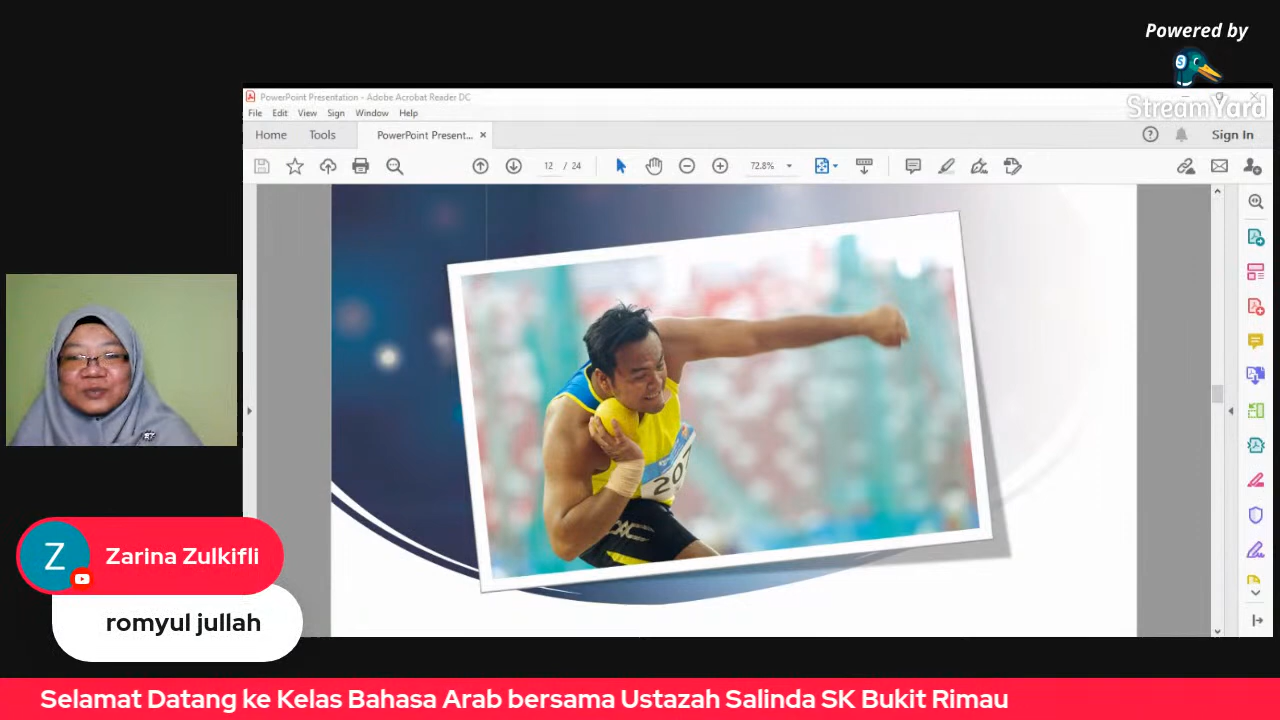 Powered by
StreamYard
PowerPoint Presentation - Adobe Acrobat Reader DC
File Edit View Sign Window Help
Home Tools PowerPoint Present... Sign In
12 / 24 72.8%
207
Z Zarina Zulkifli
romyul jullah
Selamat Datang ke Kelas Bahasa Arab bersama Ustazah Salinda SK Bukit Rimau